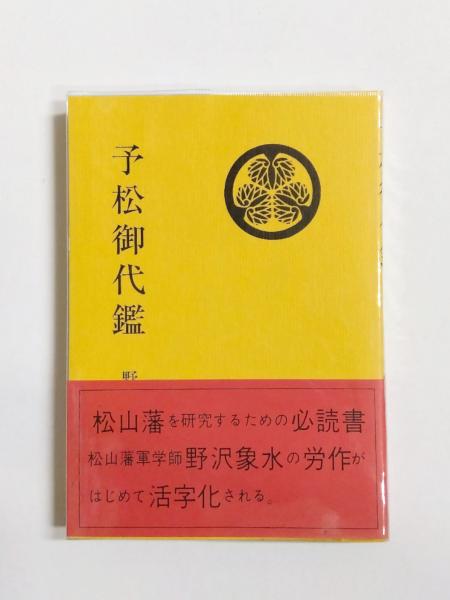 予松御代鑑
野
松山藩を研究するための必読書
松山藩軍学師野沢象水の労作が
はじめて活字化される。